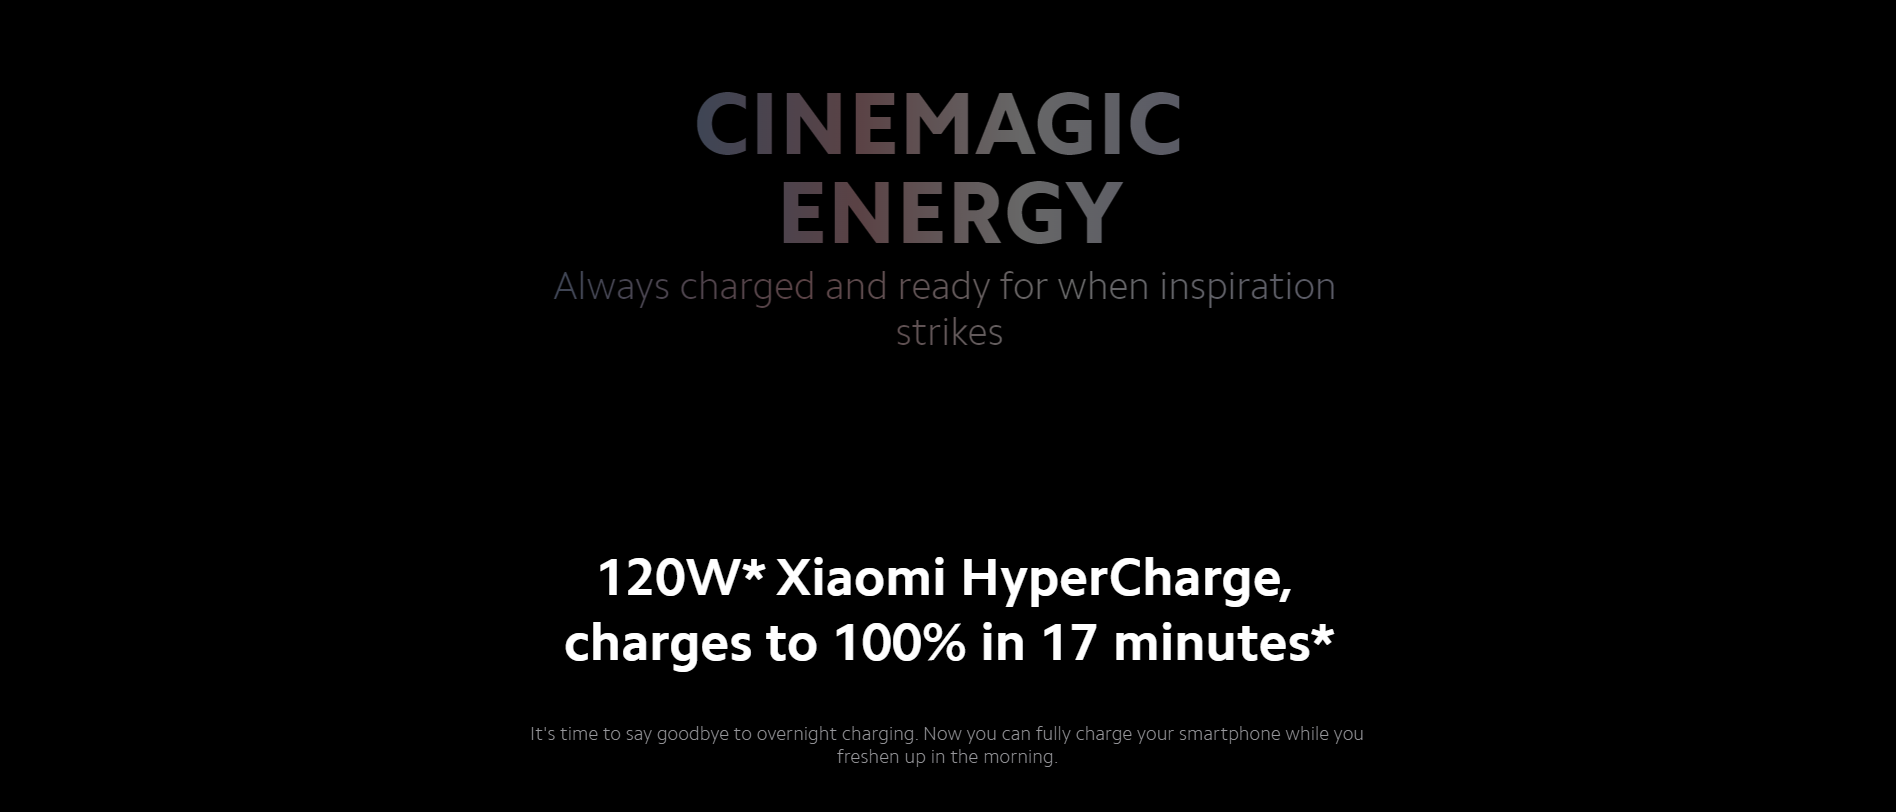 CINEMAGIC
ENERGY
Always charged and ready for when inspiration
strikes
120W* Xiaomi HyperCharge,
charges to 100% in 17 minutes*
It's time to say goodbye to overnight charging. Now you can fully charge your smartphone while you
freshen up in the morning.